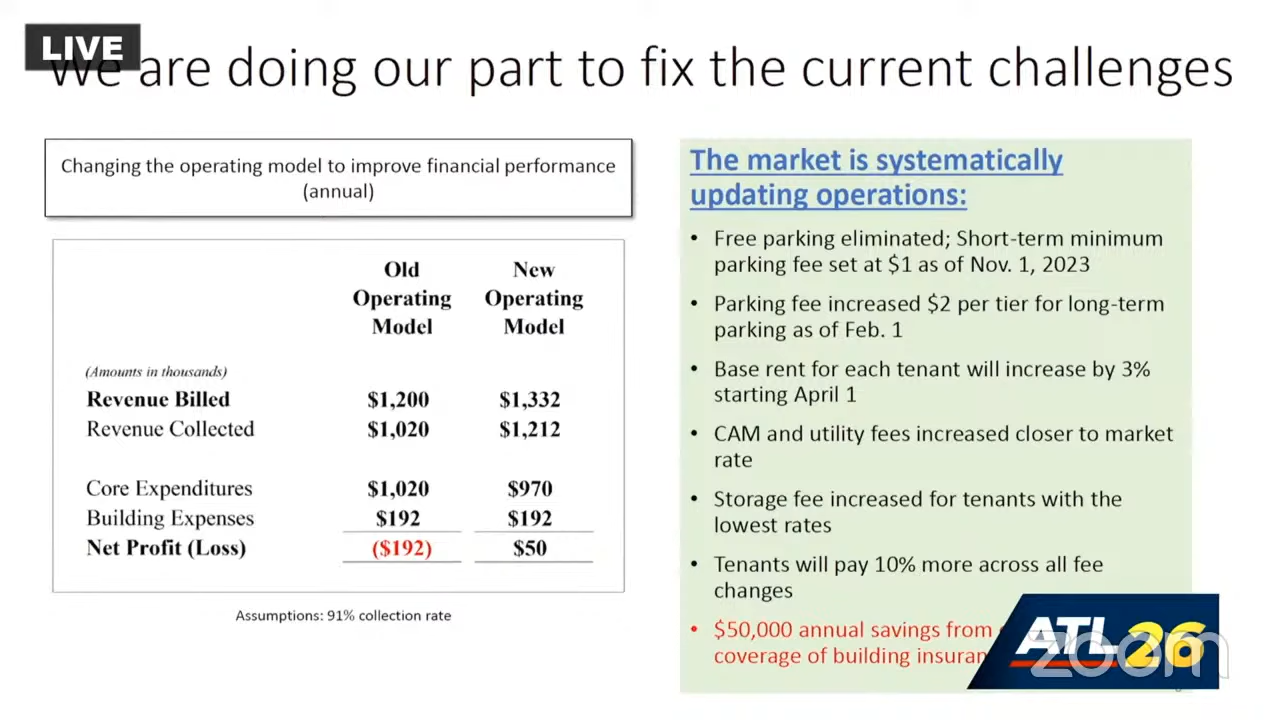 LIVE
We are doing our part to fix the current challenges
Changing the operating model to improve financial performance
(annual)
Old Operating Model New Operating Model
(Amounts in thousands)
Revenue Billed $1,200 $1,332
Revenue Collected $1,020 $1,212
Core Expenditures $1,020 $970
Building Expenses $192 $192
Net Profit (Loss) ($192) $50
Assumptions: 91% collection rate
The market is systematically
updating operations:
• Free parking eliminated; Short-term minimum
parking fee set at $1 as of Nov. 1, 2023
• Parking fee increased $2 per tier for long-term
parking as of Feb. 1
• Base rent for each tenant will increase by 3%
starting April 1
• CAM and utility fees increased closer to market
rate
• Storage fee increased for tenants with the
lowest rates
• Tenants will pay 10% more across all fee
changes
• $50,000 annual savings from
coverage of building
ATL26
zoom